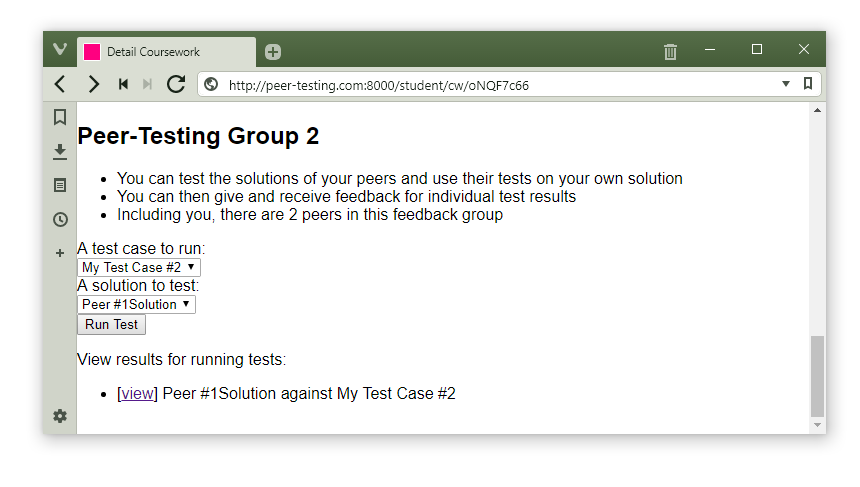 Detail Coursework
http://peer-testing.com:8000/student/cw/oNQF7c66
Peer-Testing Group 2
You can test the solutions of your peers and use their tests on your own solution
You can then give and receive feedback for individual test results
Including you, there are 2 peers in this feedback group
A test case to run:
My Test Case #2
A solution to test:
Peer #1Solution
Run Test
View results for running tests:
[view] Peer #1Solution against My Test Case #2